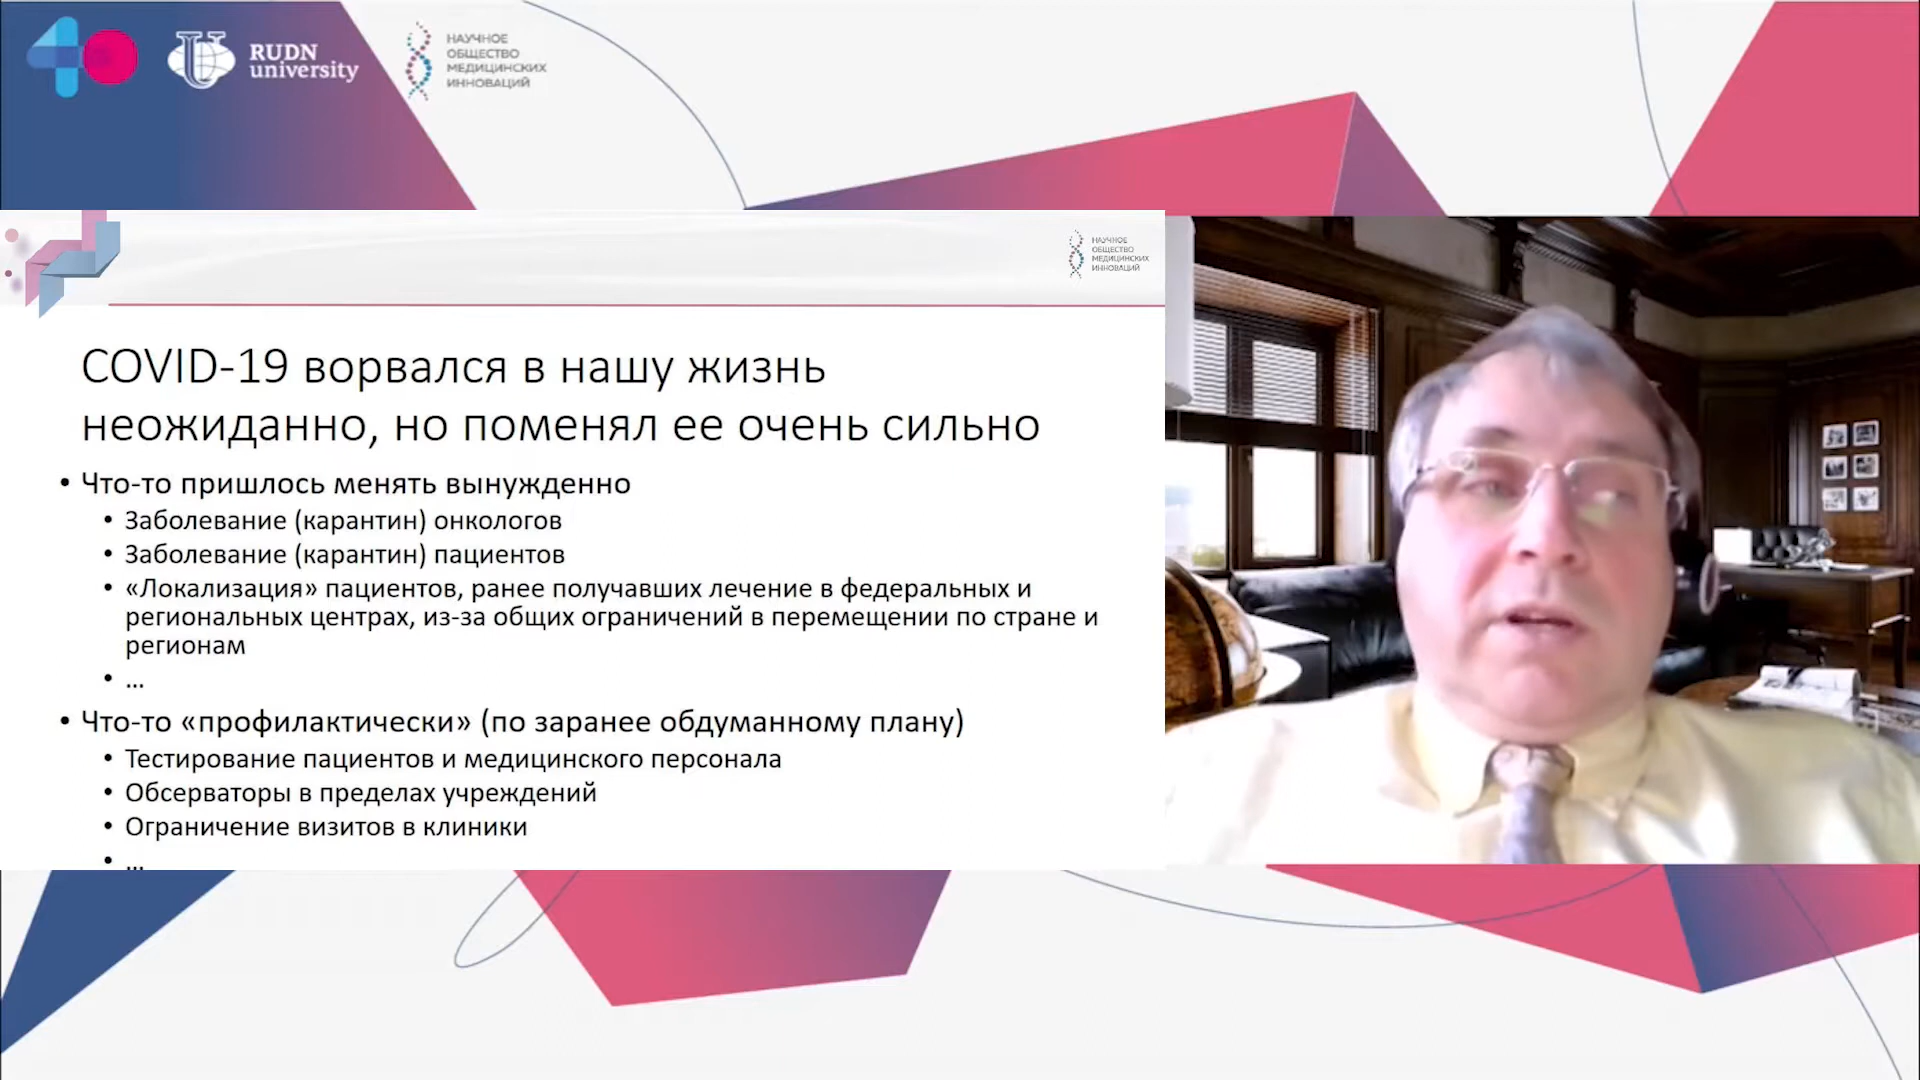 40
RUDN
university
НАУЧНОЕ
ОБЩЕСТВО
МЕДИЦИНСКИХ
ИННОВАЦИЙ
НАУЧНОЕ
ОБЩЕСТВО
МЕДИЦИНСКИХ
ИННОВАЦИЙ
COVID-19 ворвался в нашу жизнь
неожиданно, но поменял ее очень сильно
• Что-то пришлось менять вынужденно
• Заболевание (карантин) онкологов
• Заболевание (карантин) пациентов
• «Локализация» пациентов, ранее получавших лечение в федеральных и
региональных центрах, из-за общих ограничений в перемещении по стране и
регионам
• ...
• Что-то «профилактически» (по заранее обдуманному плану)
• Тестирование пациентов и медицинского персонала
• Обсерваторы в пределах учреждений
• Ограничение визитов в клиники
• ...